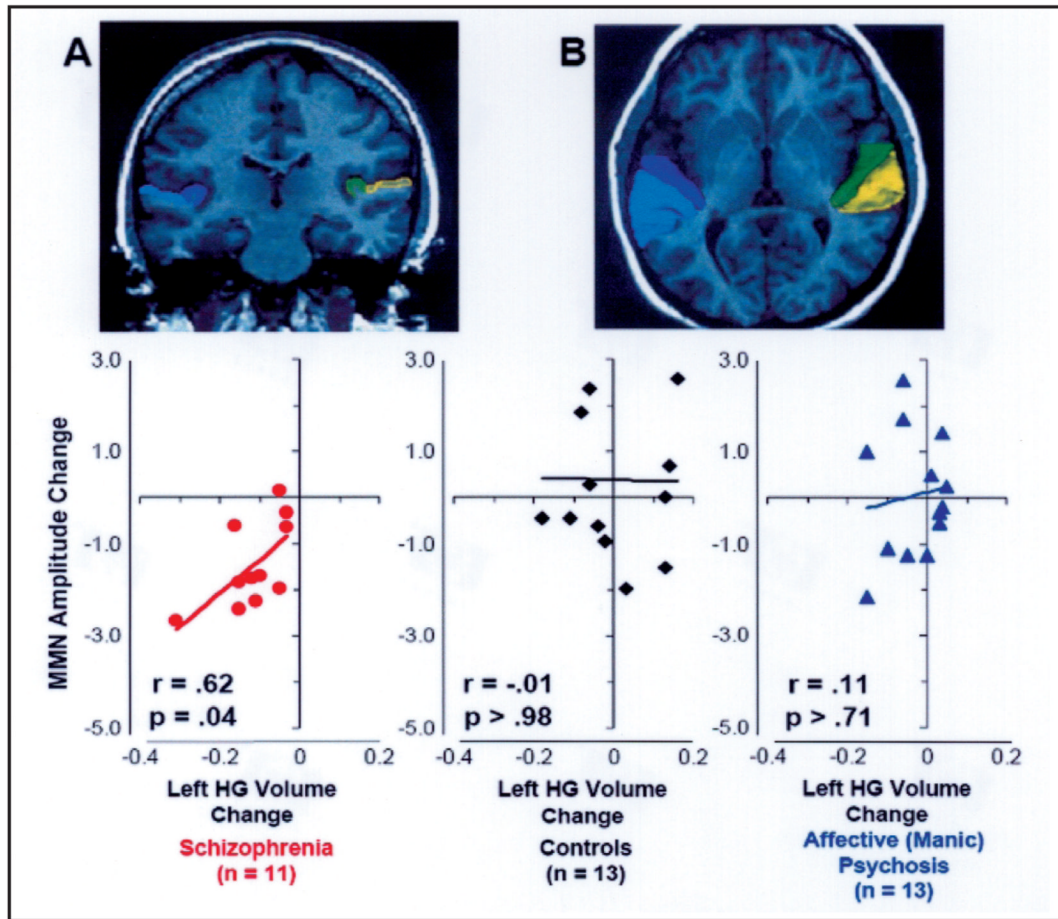 A
B
3.0
1.0
-1.0
-3.0
-5.0
-0.4
-0.2
0
0.2
MMN Amplitude Change
r = .62
p = .04
Left HG Volume
Change
Schizophrenia
(n = 11)
3.0
1.0
-1.0
-3.0
-5.0
-0.4
-0.2
0
0.2
r = -.01
p > .98
Left HG Volume
Change
Controls
(n = 13)
3.0
1.0
-1.0
-3.0
-5.0
-0.4
-0.2
0
0.2
r = .11
p > .71
Left HG Volume
Change
Affective (Manic)
Psychosis
(n = 13)